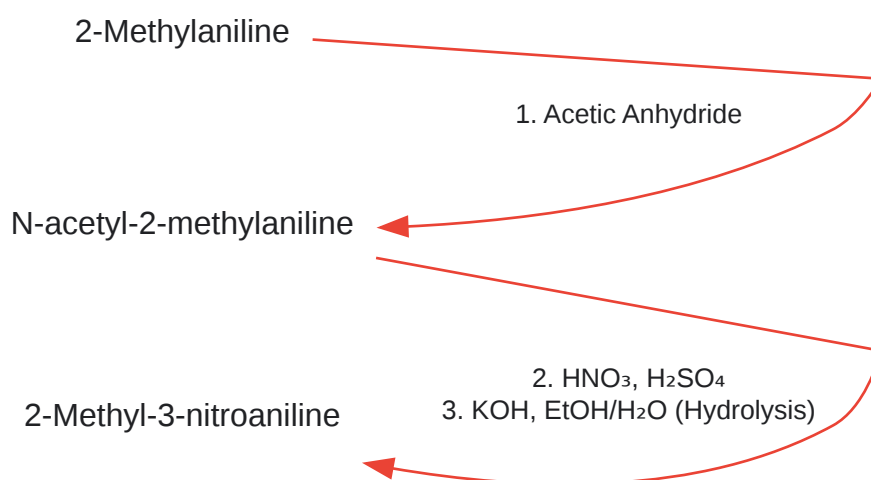 2-Methylaniline
1. Acetic Anhydride
N-acetyl-2-methylaniline
2. HNO₃, H₂SO₄
3. KOH, EtOH/H₂O (Hydrolysis)
2-Methyl-3-nitroaniline